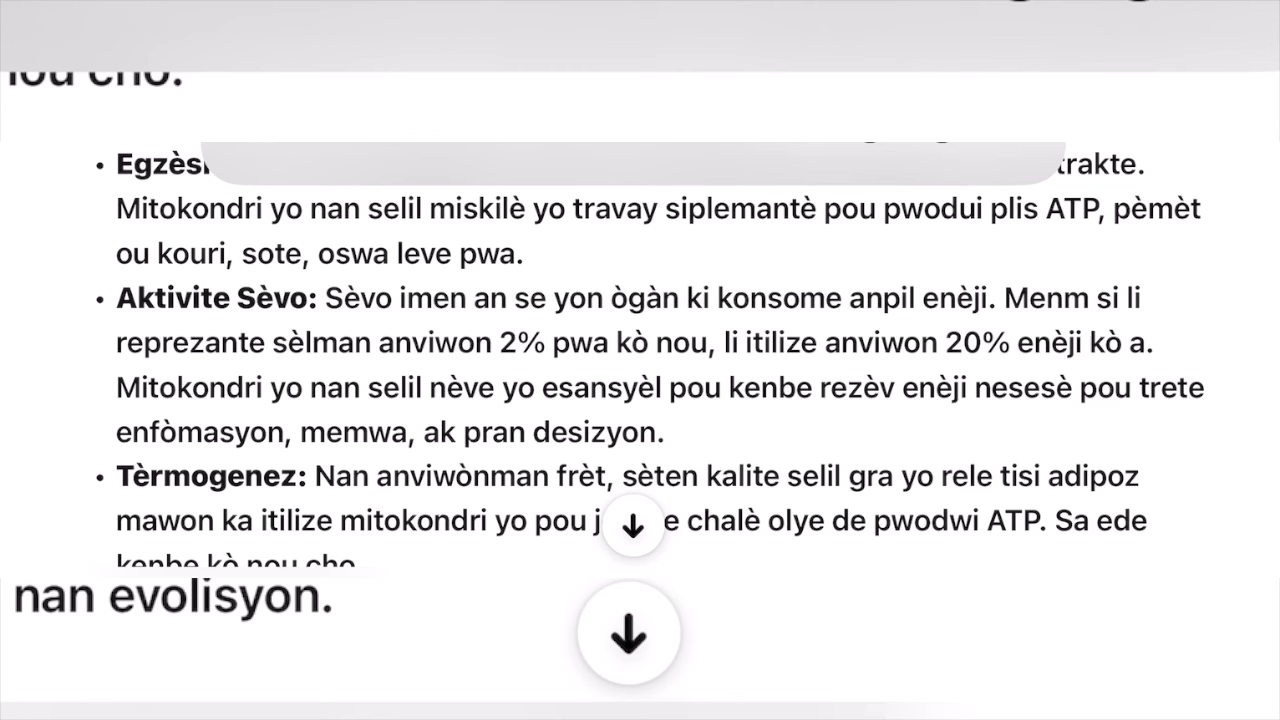 nou cho.
trakte.
Mitokondri yo nan selil miskilè yo travay siplemantè pou pwodui plis ATP, pèmèt
ou kouri, sote, oswa leve pwa.
• Aktivite Sèvo: Sèvo imen an se yon ògàn ki konsome anpil enèji. Menm si li
reprezante sèlman anviwon 2% pwa kò nou, li itilize anviwon 20% enèji kò a.
Mitokondri yo nan selil nève yo esansyèl pou kenbe rezèv enèji nesesè pou trete
enfòmasyon, memwa, ak pran desizyon.
• Tèrmogenez: Nan anviwònman frèt, sèten kalite selil gra yo rele tisi adipoz
mawon ka itilize mitokondri yo pou chalè olye de pwodwi ATP. Sa ede
kenbe kò nou cho.
nan evolisyon.